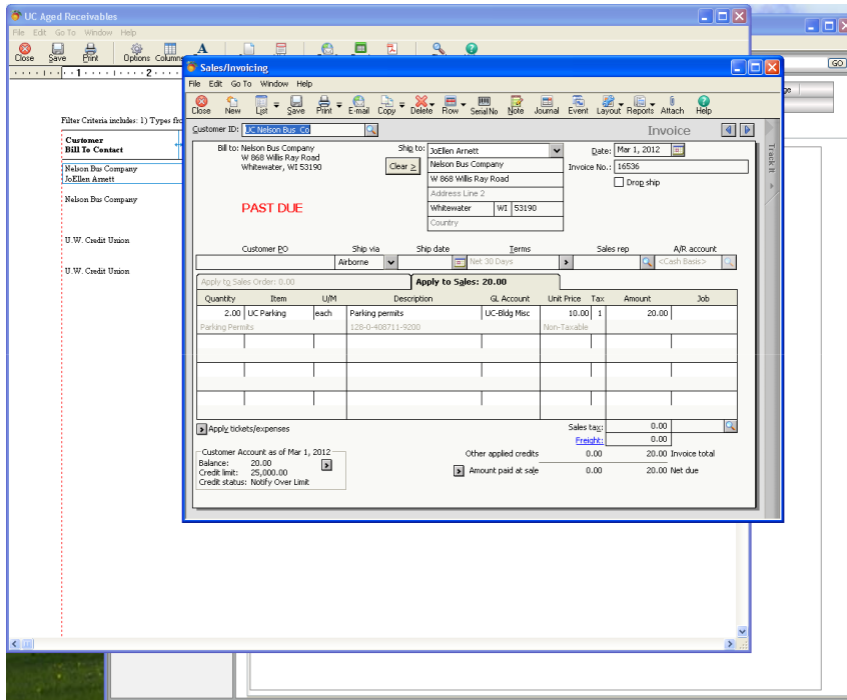 UC Aged Receivables
File Edit Go To Window Help
Close Save Print Options Columns
1 2
Filter Criteria includes: 1) Types fro
Customer
Bill To Contact
Nelson Bus Company
JoEllen Arnett
Nelson Bus Company
U.W. Credit Union
U.W. Credit Union
GO
Sales/Invoicing
File Edit Go To Window Help
Close New List Save Print E-mail Copy Delete Row Serial No Note Journal Event Layout Reports Attach Help
Customer ID: UC Nelson Bus Co
Invoice
Track It
Bill to: Nelson Bus Company
W 868 Willis Ray Road
Whitewater, WI 53190
PAST DUE
Ship to: JoEllen Arnett
Clear >
Nelson Bus Company
W 868 Willis Ray Road
Address Line 2
Whitewater WI 53190
Country
Date: Mar 1, 2012
Invoice No.: 16536
Drop ship
Customer PO Ship via Ship date Terms Sales rep A/R account
Airborne Net 30 Days <Cash Basis>
Apply to Sales Order: 0.00 Apply to Sales: 20.00
Quantity Item U/M Description GL Account Unit Price Tax Amount Job
2.00 UC Parking each Parking permits UC-Bldg Misc 10.00 1 20.00
Parking Permits 128-0-408711-9200 Non-Taxable
Apply tickets/expenses
Sales tax: 0.00
Freight: 0.00
Customer Account as of Mar 1, 2012
Balance: 20.00
Credit limit: 25,000.00
Credit status: Notify Over Limit
Other applied credits 0.00 20.00 Invoice total
Amount paid at sale 0.00 20.00 Net due